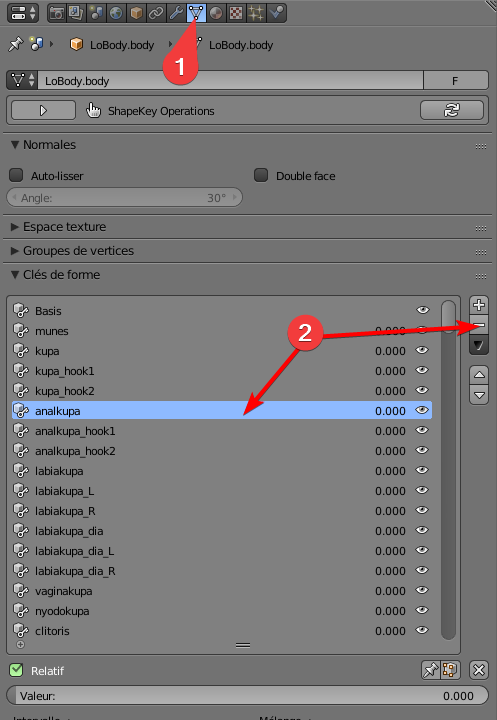 LoBody.body LoBody.body
1
LoBody.body F
ShapeKey Operations
Normales
Auto-lisser Double face
Angle: 30°
Espace texture
Groupes de vertices
Clés de forme
Basis
2
munes 0.000
kupa 0.000
kupa_hook1 0.000
kupa_hook2 0.000
analkupa 0.000
analkupa_hook1 0.000
analkupa_hook2 0.000
labiakupa 0.000
labiakupa_L 0.000
labiakupa_R 0.000
labiakupa_dia 0.000
labiakupa_dia_L 0.000
labiakupa_dia_R 0.000
vaginakupa 0.000
nyodokupa 0.000
clitoris 0.000
Relatif
Valeur: 0.000